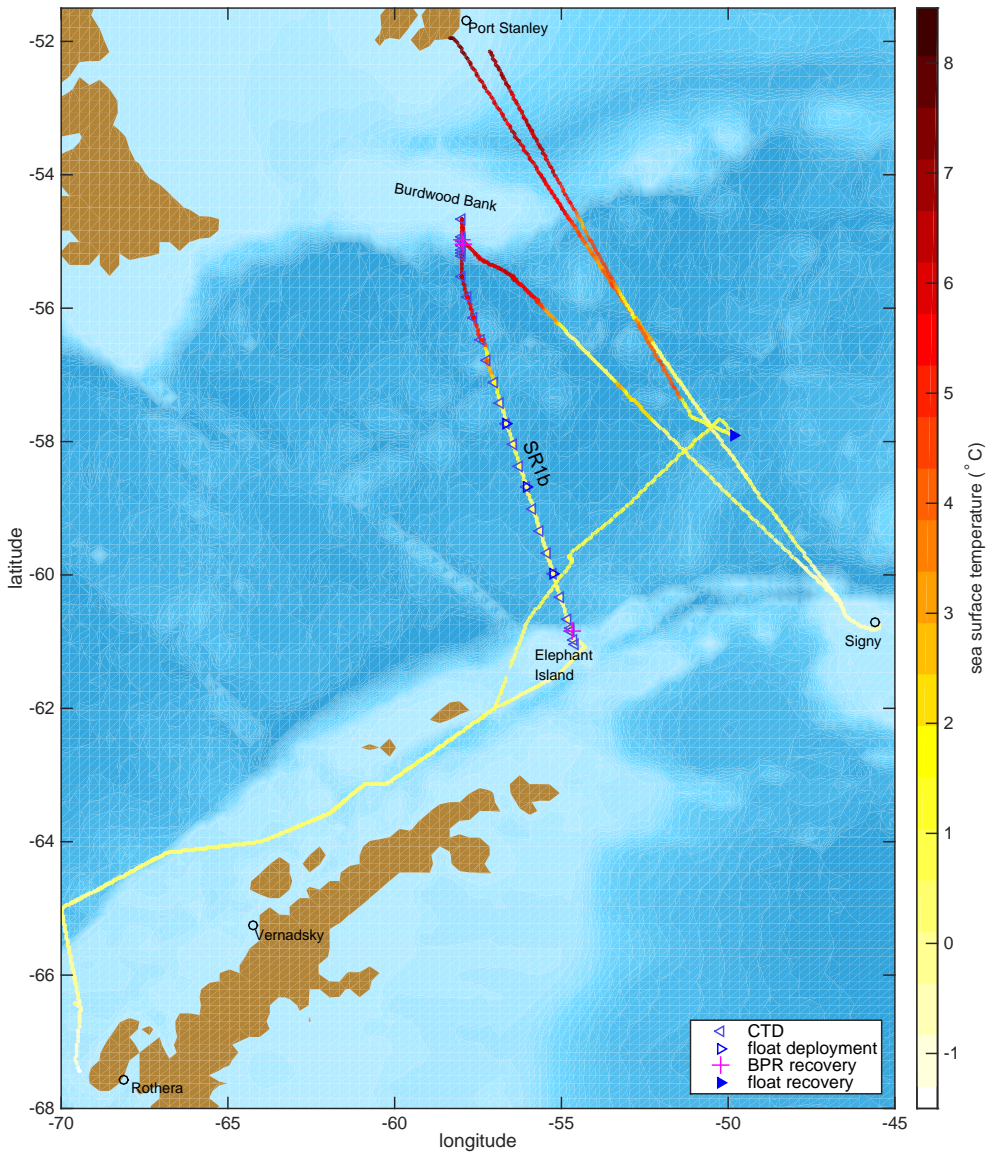 -52
-54
-56
-58
-60
-62
-64
-66
-68
latitude
Port Stanley
Burdwood Bank
SR1b
Elephant
Island
Signy
Vernadsky
Rothera
CTD
float deployment
BPR recovery
float recovery
-70
-65
-60
-55
-50
-45
longitude
8
7
6
5
4
3
2
1
0
-1
sea surface temperature (°C)